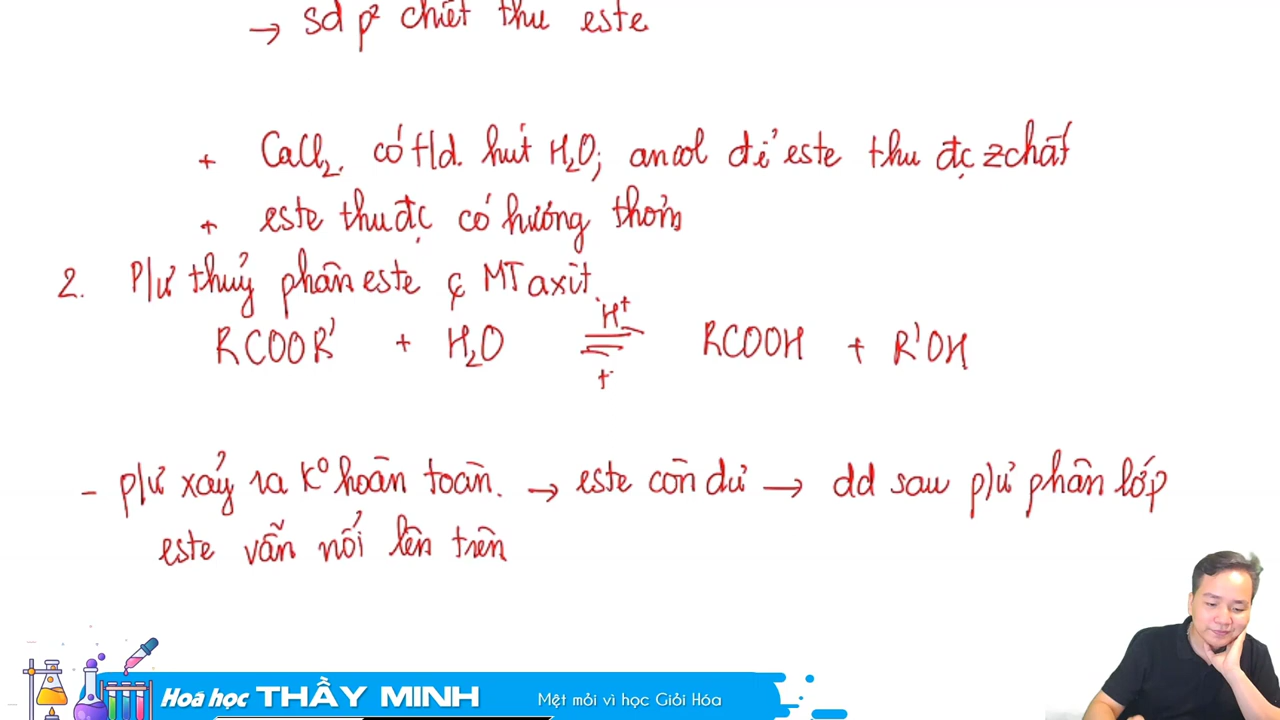 → sd p² chiết thu este
+ CaCl₂. có t/d. hút H₂O; ancol để este thu đc z chất
+ este thu đc có hương thơm
2. P/ư thuỷ phân este ç MT axit
H⁺
RCOOR' + H₂O ⇌ RCOOH + R'OH
t°
- p/ư xảy ra k° hoàn toàn. → este còn dư → dd sau p/ư phân lớp
este vẫn nổi lên trên
Hoá học THẦY MINH
Mệt mỏi vì học Giỏi Hóa